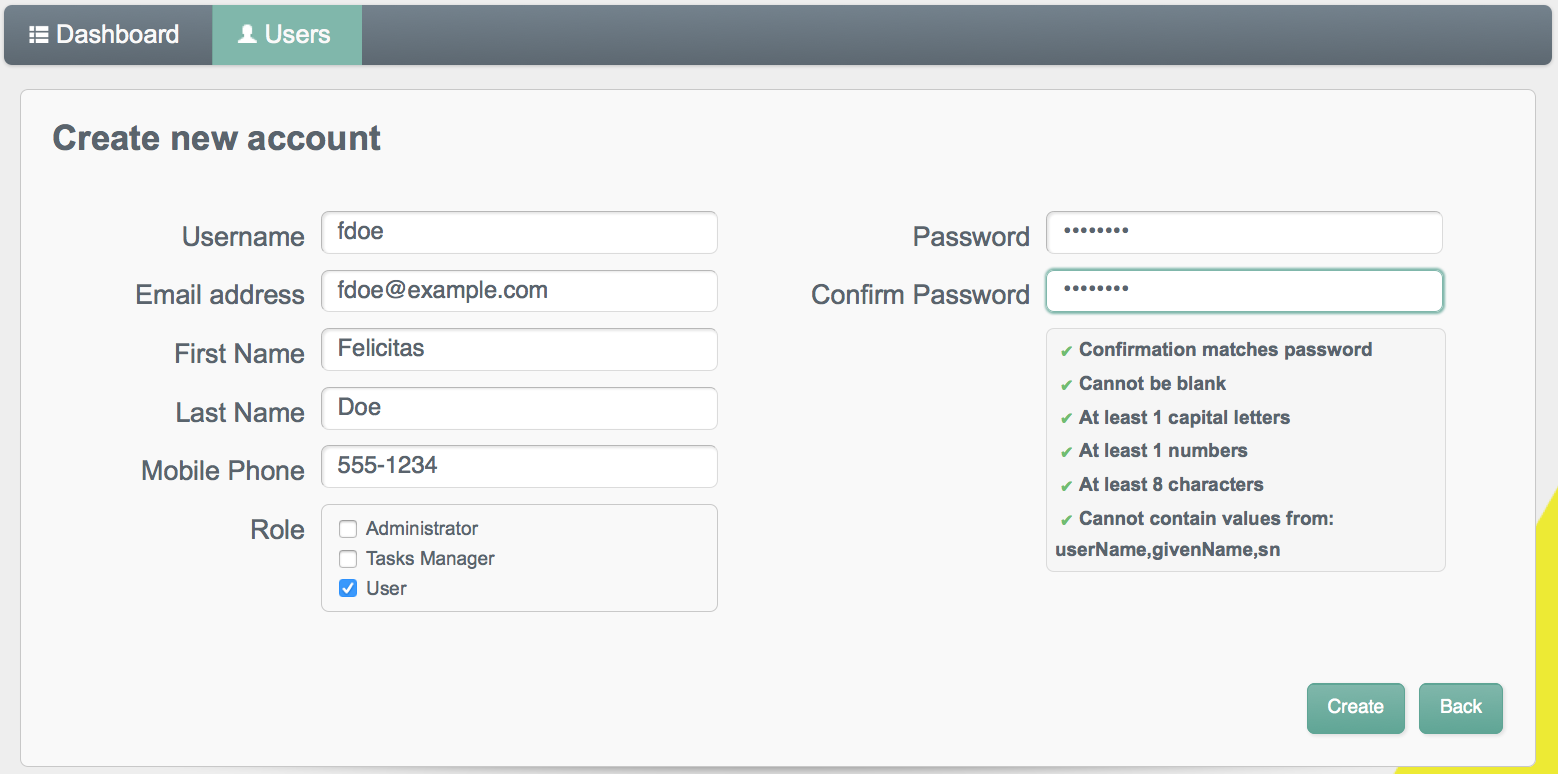 Dashboard Users
Create new account
Username fdoe
Email address fdoe@example.com
First Name Felicitas
Last Name Doe
Mobile Phone 555-1234
Role
Administrator
Tasks Manager
User
Password ••••••••
Confirm Password ••••••••
✔ Confirmation matches password
✔ Cannot be blank
✔ At least 1 capital letters
✔ At least 1 numbers
✔ At least 8 characters
✔ Cannot contain values from:
userName,givenName,sn
Create Back